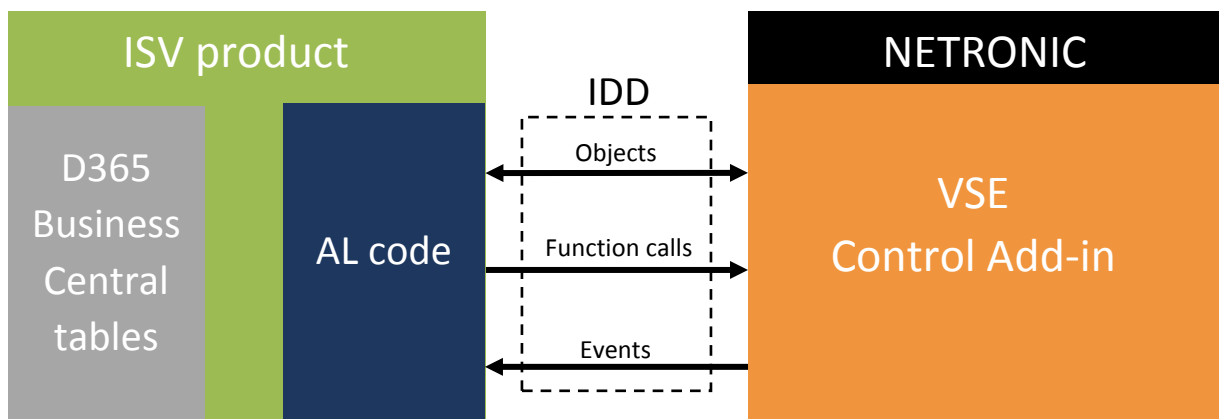 ISV product
D365
Business
Central
tables
AL code
IDD
Objects
Function calls
Events
NETRONIC
VSE
Control Add-in